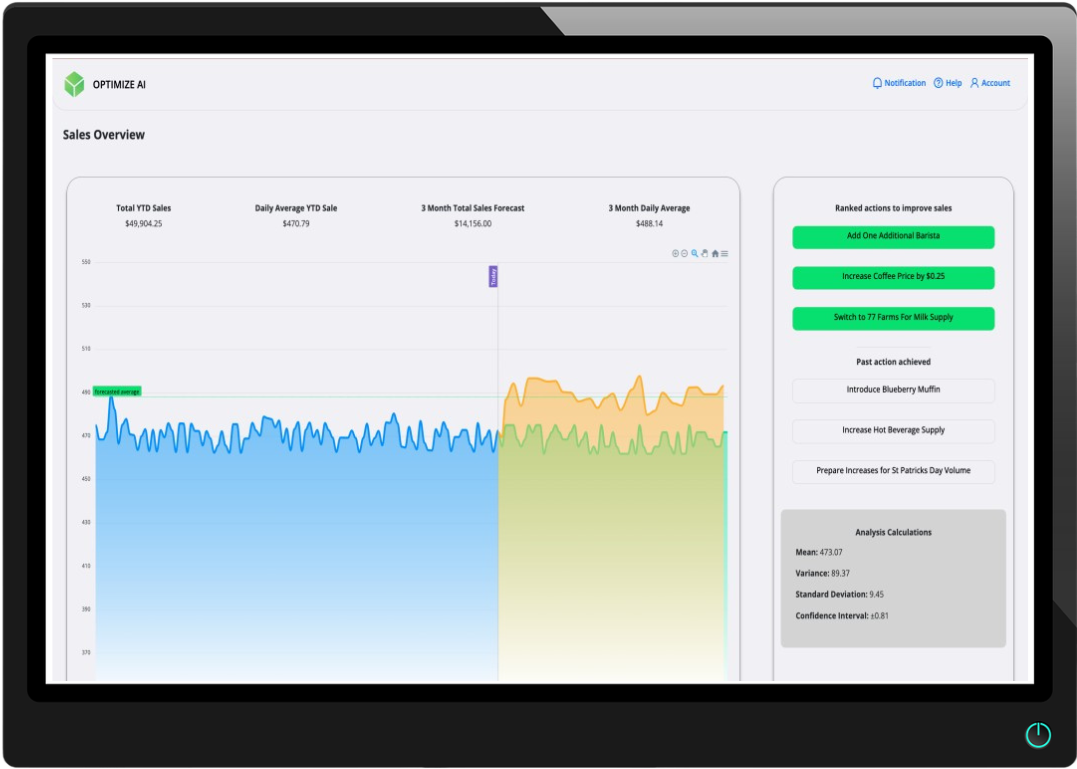 OPTIMIZE AI
Notification Help Account
Sales Overview
Total YTD Sales
$49,904.25
Daily Average YTD Sale
$470.79
3 Month Total Sales Forecast
$14,156.00
3 Month Daily Average
$488.14
550
530
510
490
470
450
430
410
390
370
Today
Forecasted average
Ranked actions to improve sales
Add One Additional Barista
Increase Coffee Price by $0.25
Switch to 77 Farms For Milk Supply
Past action achieved
Introduce Blueberry Muffin
Increase Hot Beverage Supply
Prepare Increases for St Patricks Day Volume
Analysis Calculations
Mean: 473.07
Variance: 89.37
Standard Deviation: 9.45
Confidence Interval: ±0.81